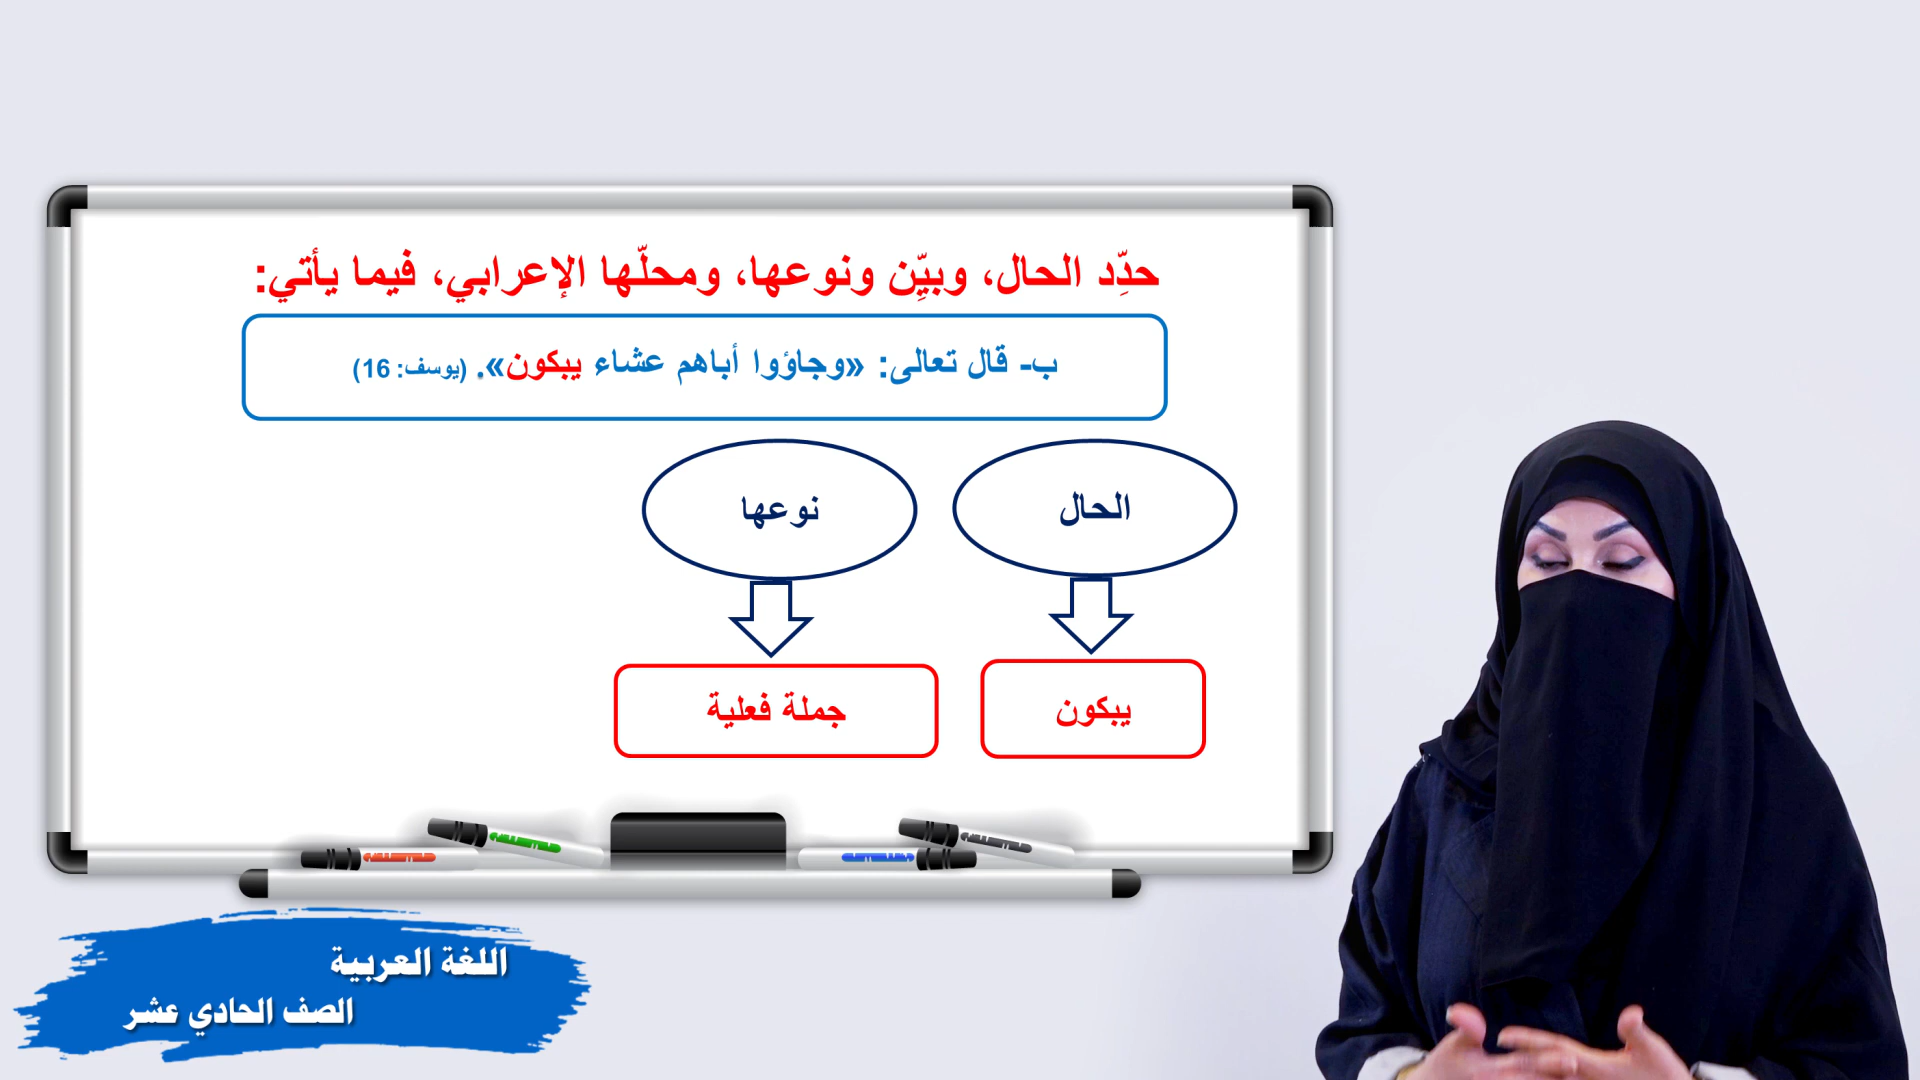 حدِّد الحال، وبيِّن ونوعها، ومحلّها الإعرابي، فيما يأتي:
ب- قال تعالى: «وجاؤوا أباهم عشاء يبكون». (يوسف: 16)
الحال
نوعها
يبكون
جملة فعلية
اللغة العربية
الصف الحادي عشر